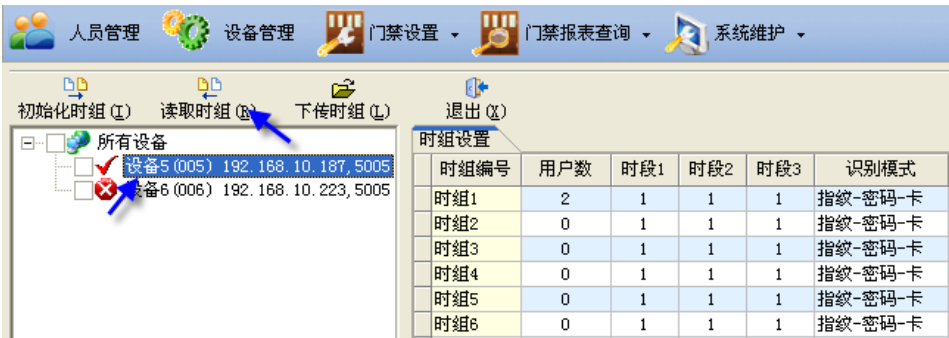 人员管理 设备管理 门禁设置 门禁报表查询 系统维护
初始化时组(I) 读取时组(R) 下传时组(L) 退出(X)
所有设备
设备5(005) 192.168.10.187,5005
设备6(006) 192.168.10.223,5005
时组设置
时组编号 用户数 时段1 时段2 时段3 识别模式
时组1 2 1 1 1 指纹-密码-卡
时组2 0 1 1 1 指纹-密码-卡
时组3 0 1 1 1 指纹-密码-卡
时组4 0 1 1 1 指纹-密码-卡
时组5 0 1 1 1 指纹-密码-卡
时组6 0 1 1 1 指纹-密码-卡